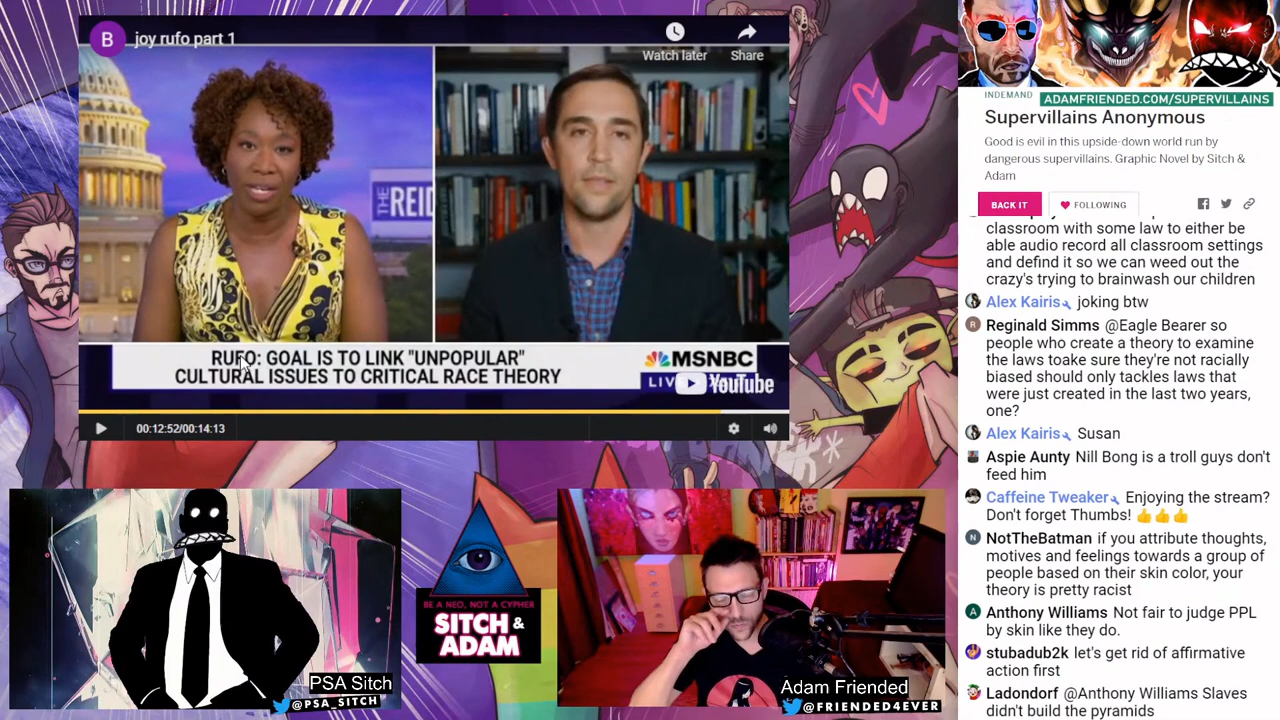 B
joy rufo part 1
Watch later
Share
THE
REID
RUFO: GOAL IS TO LINK "UNPOPULAR"
CULTURAL ISSUES TO CRITICAL RACE THEORY
MSNBC
LIVE
YouTube
00:12:52/00:14:13
INDEMAND
ADAMFRIENDED.COM/SUPERVILLAINS
Supervillains Anonymous
Good is evil in this upside-down world run by
dangerous supervillains. Graphic Novel by Sitch &
Adam
BACK IT
FOLLOWING
classroom with some law to either be
able audio record all classroom settings
and defind it so we can weed out the
crazy's trying to brainwash our children
Alex Kairis joking btw
R
Reginald Simms @Eagle Bearer so
people who create a theory to examine
the laws toake sure they're not racially
biased should only tackles laws that
were just created in the last two years,
one?
Alex Kairis Susan
Aspie Aunty Nill Bong is a troll guys don't
feed him
Caffeine Tweaker Enjoying the stream?
Don't forget Thumbs! 👍👍👍
N
NotTheBatman if you attribute thoughts,
motives and feelings towards a group of
people based on their skin color, your
theory is pretty racist
A
Anthony Williams Not fair to judge PPL
by skin like they do.
stubadub2k let's get rid of affirmative
action first
Ladondorf @Anthony Williams Slaves
didn't build the pyramids
BE A NEO, NOT A CYPHER
SITCH &
ADAM
PSA Sitch
@PSA_SITCH
Adam Friended
@FRIENDED4EVER